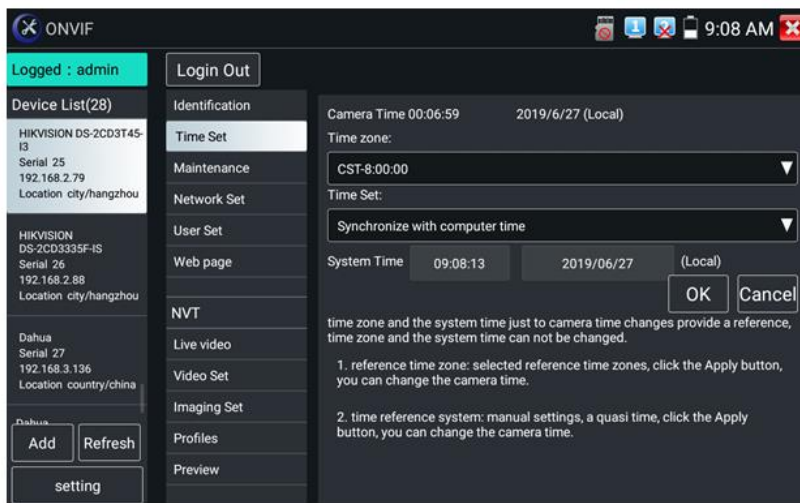 ONVIF
1
9:08 AM
Logged : admin
Login Out
Device List(28)
HIKVISION DS-2CD3T45-
I3
Serial 25
192.168.2.79
Location city/hangzhou
HIKVISION
DS-2CD3335F-IS
Serial 26
192.168.2.88
Location city/hangzhou
Dahua
Serial 27
192.168.3.136
Location country/china
Dahua
Add
Refresh
setting
Identification
Time Set
Maintenance
Network Set
User Set
Web page
NVT
Live video
Video Set
Imaging Set
Profiles
Preview
Camera Time 00:06:59 2019/6/27 (Local)
Time zone:
CST-8:00:00
Time Set:
Synchronize with computer time
System Time 09:08:13 2019/06/27 (Local)
OK Cancel
time zone and the system time just to camera time changes provide a reference,
time zone and the system time can not be changed.
1. reference time zone: selected reference time zones, click the Apply button,
you can change the camera time.
2. time reference system: manual settings, a quasi time, click the Apply
button, you can change the camera time.